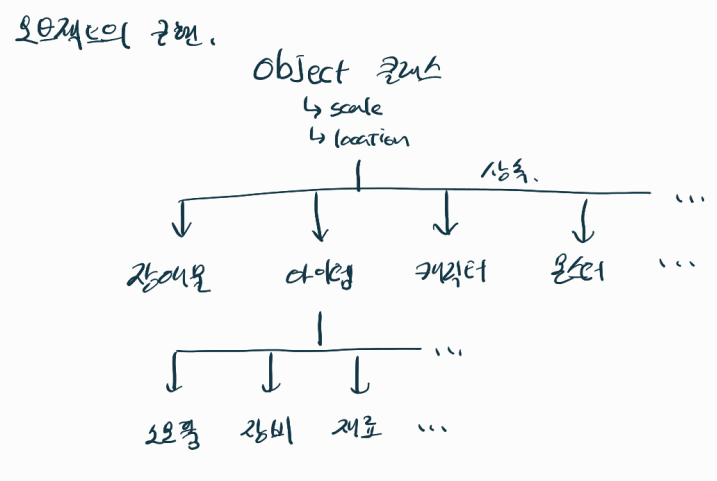 오브젝트의 구현.
Object 클래스
↳ scale
↳ location
상속.
...
장애물 아이템 캐릭터 몬스터 ...
...
소모품 장비 재료 ...